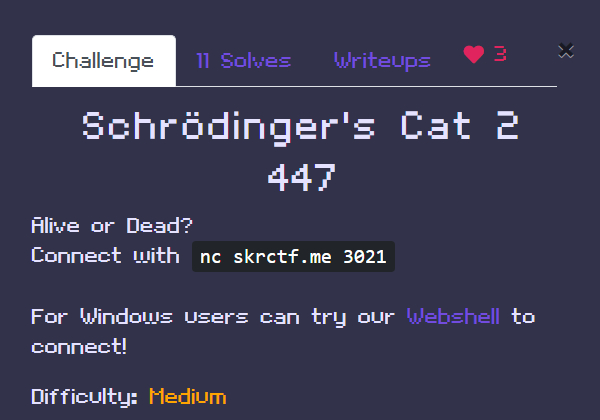 Challenge 11 Solves Writeups 3 ×
Schrödinger's Cat 2
447
Alive or Dead?
Connect with nc skrctf.me 3021
For Windows users can try our Webshell to
connect!
Difficulty: Medium